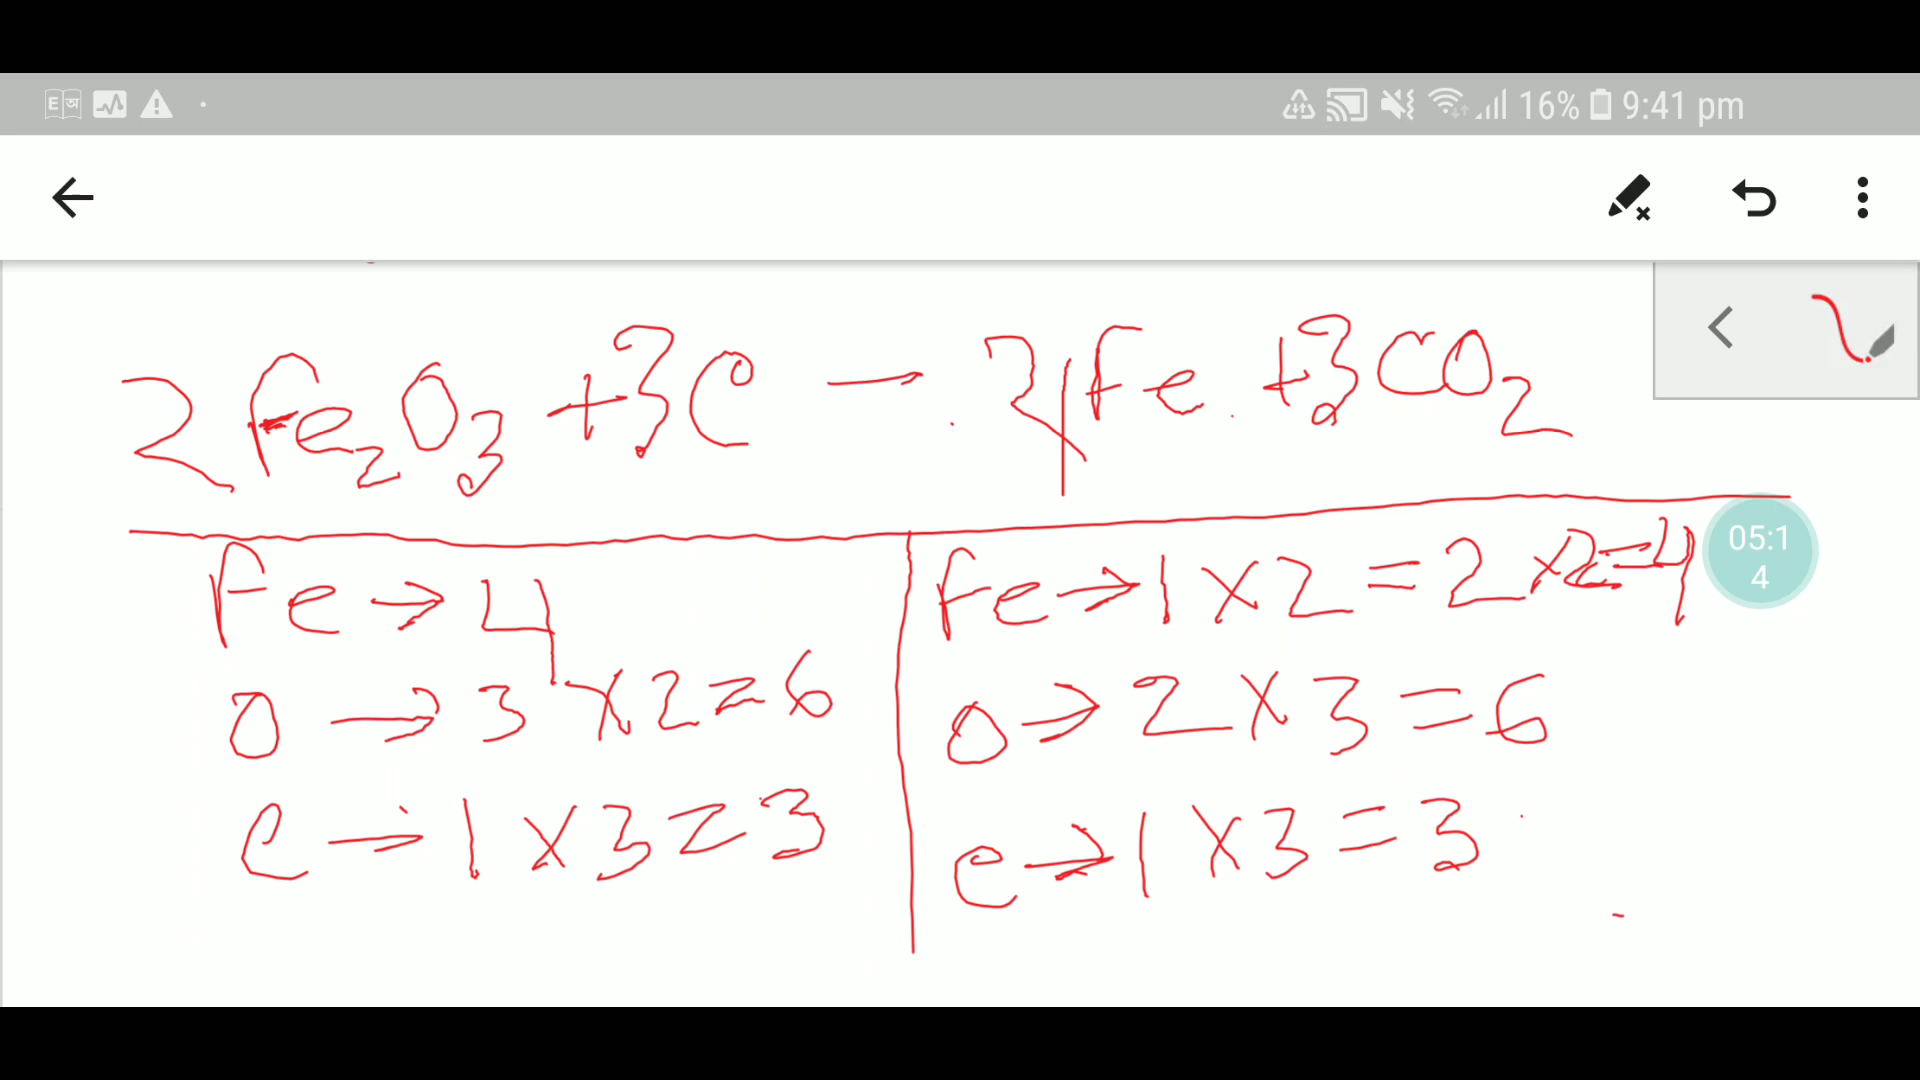 E अ 16% 9:41 pm
2Fe2O3 + 3C → 4Fe + 3CO2
05:1
4
Fe → 4
Fe → 1 × 2 = 2 × 2 = 4
O → 3 × 2 = 6
O → 2 × 3 = 6
C → 1 × 3 = 3
C → 1 × 3 = 3